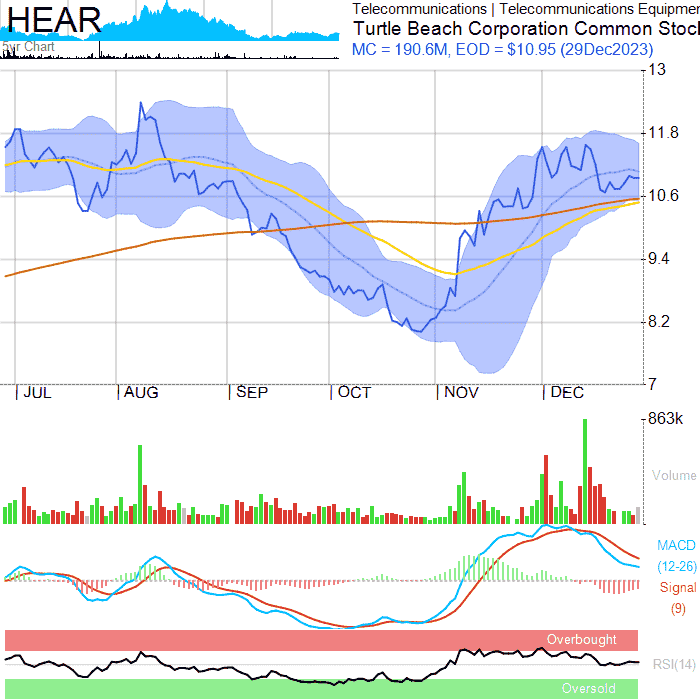 HEAR
5yr Chart
Telecommunications | Telecommunications Equipmen
Turtle Beach Corporation Common Stoc
MC = 190.6M, EOD = $10.95 (29Dec2023)
13
11.8
10.6
9.4
8.2
7
JUL AUG SEP OCT NOV DEC
863k
Volume
MACD
(12-26)
Signal
(9)
Overbought
RSI(14)
Oversold